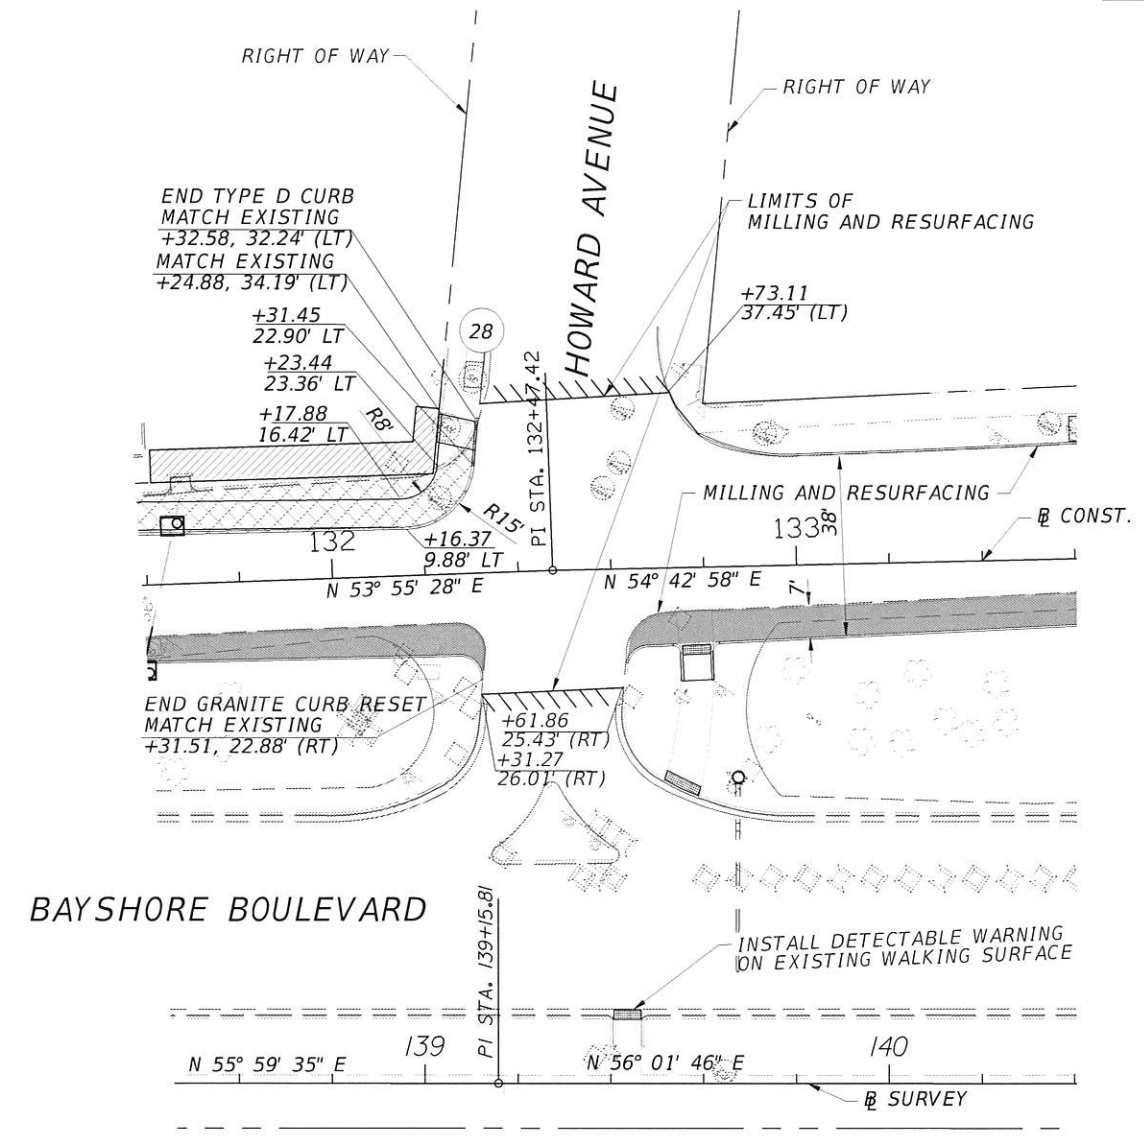 RIGHT OF WAY
RIGHT OF WAY
HOWARD AVENUE
END TYPE D CURB
MATCH EXISTING
+32.58, 32.24' (LT)
MATCH EXISTING
+24.88, 34.19' (LT)
LIMITS OF
MILLING AND RESURFACING
+73.11
37.45' (LT)
+31.45
22.90' LT
28
+23.44
23.36' LT
+17.88
16.42' LT
R8'
PI STA. 132+47.42
MILLING AND RESURFACING
R15'
+16.37
9.88' LT
132
133
38'
BL CONST.
N 53° 55' 28" E
N 54° 42' 58" E
7'
END GRANITE CURB RESET
MATCH EXISTING
+31.51, 22.88' (RT)
+61.86
25.43' (RT)
+31.27
26.01' (RT)
BAYSHORE BOULEVARD
PI STA. 139+15.81
INSTALL DETECTABLE WARNING
ON EXISTING WALKING SURFACE
139
140
N 55° 59' 35" E
N 56° 01' 46" E
BL SURVEY